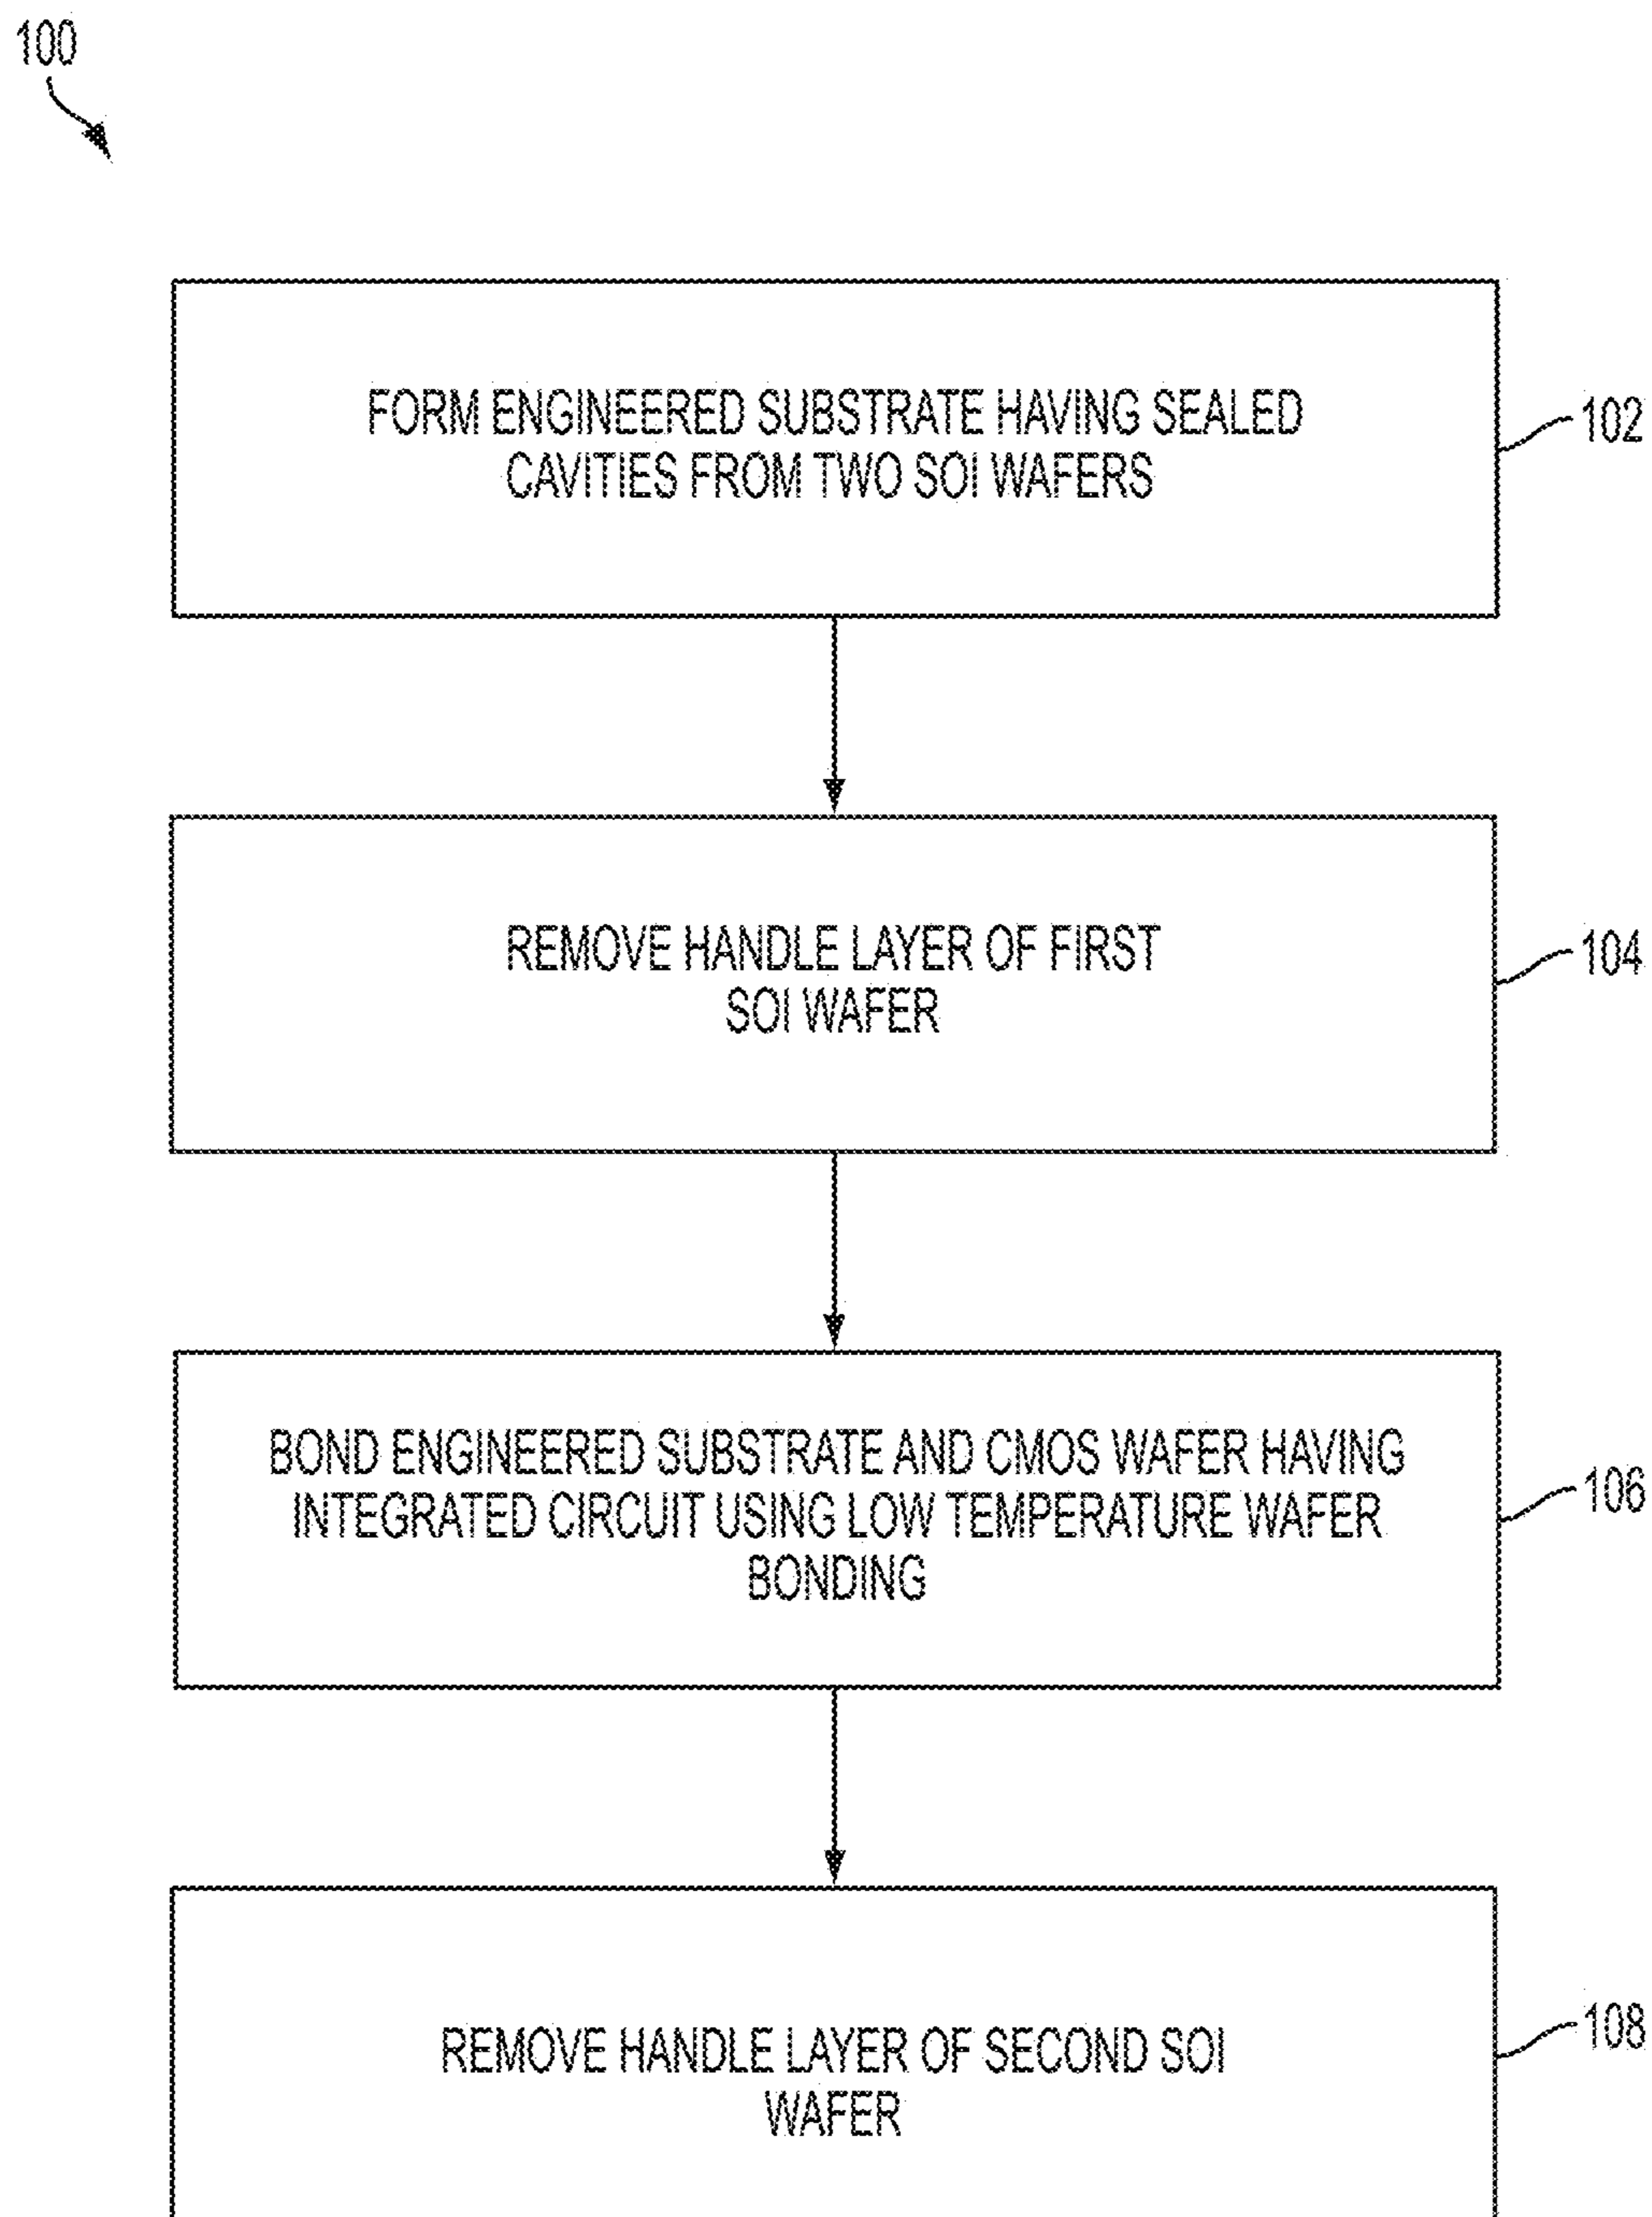 100
FORM ENGINEERED SUBSTRATE HAVING SEALED
CAVITIES FROM TWO SOI WAFERS
102
REMOVE HANDLE LAYER OF FIRST
SOI WAFER
104
BOND ENGINEERED SUBSTRATE AND CMOS WAFER HAVING
INTEGRATED CIRCUIT USING LOW TEMPERATURE WAFER
BONDING
106
REMOVE HANDLE LAYER OF SECOND SOI
WAFER
108